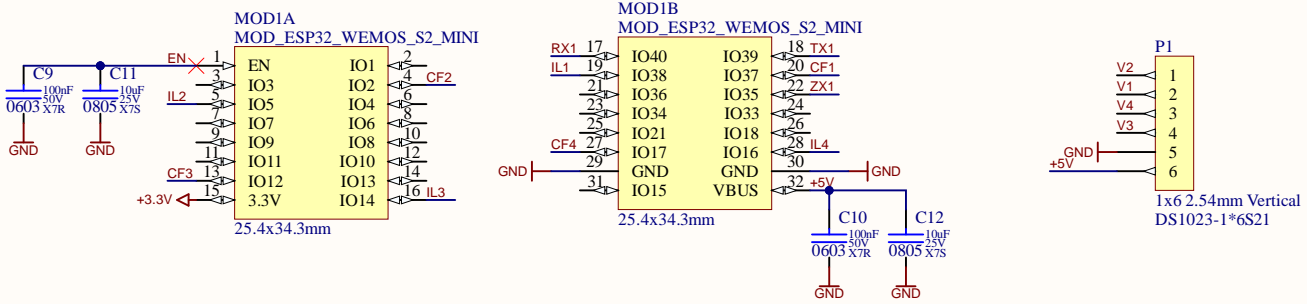 MOD1A
MOD_ESP32_WEMOS_S2_MINI
EN 1 EN IO1 2
3 IO3 IO2 4 CF2
IL2 5 IO5 IO4 6
7 IO7 IO6 8
9 IO9 IO8 10
11 IO11 IO10 12
CF3 13 IO12 IO13 14
+3.3V 15 3.3V IO14 16 IL3
25.4x34.3mm
C9
100nF
50V
0603 X7R
GND
C11
10uF
25V
0805 X7S
GND
MOD1B
MOD_ESP32_WEMOS_S2_MINI
RX1 17 IO40 IO39 18 TX1
IL1 19 IO38 IO37 20 CF1
21 IO36 IO35 22 ZX1
23 IO34 IO33 24
25 IO21 IO18 26
CF4 27 IO17 IO16 28 IL4
GND 29 GND GND 30 GND
31 IO15 VBUS 32 +5V
25.4x34.3mm
C10
100nF
50V
0603 X7R
GND
C12
10uF
25V
0805 X7S
GND
P1
V2 1
V1 2
V4 3
V3 4
GND 5
+5V 6
1x6 2.54mm Vertical
DS1023-1*6S21